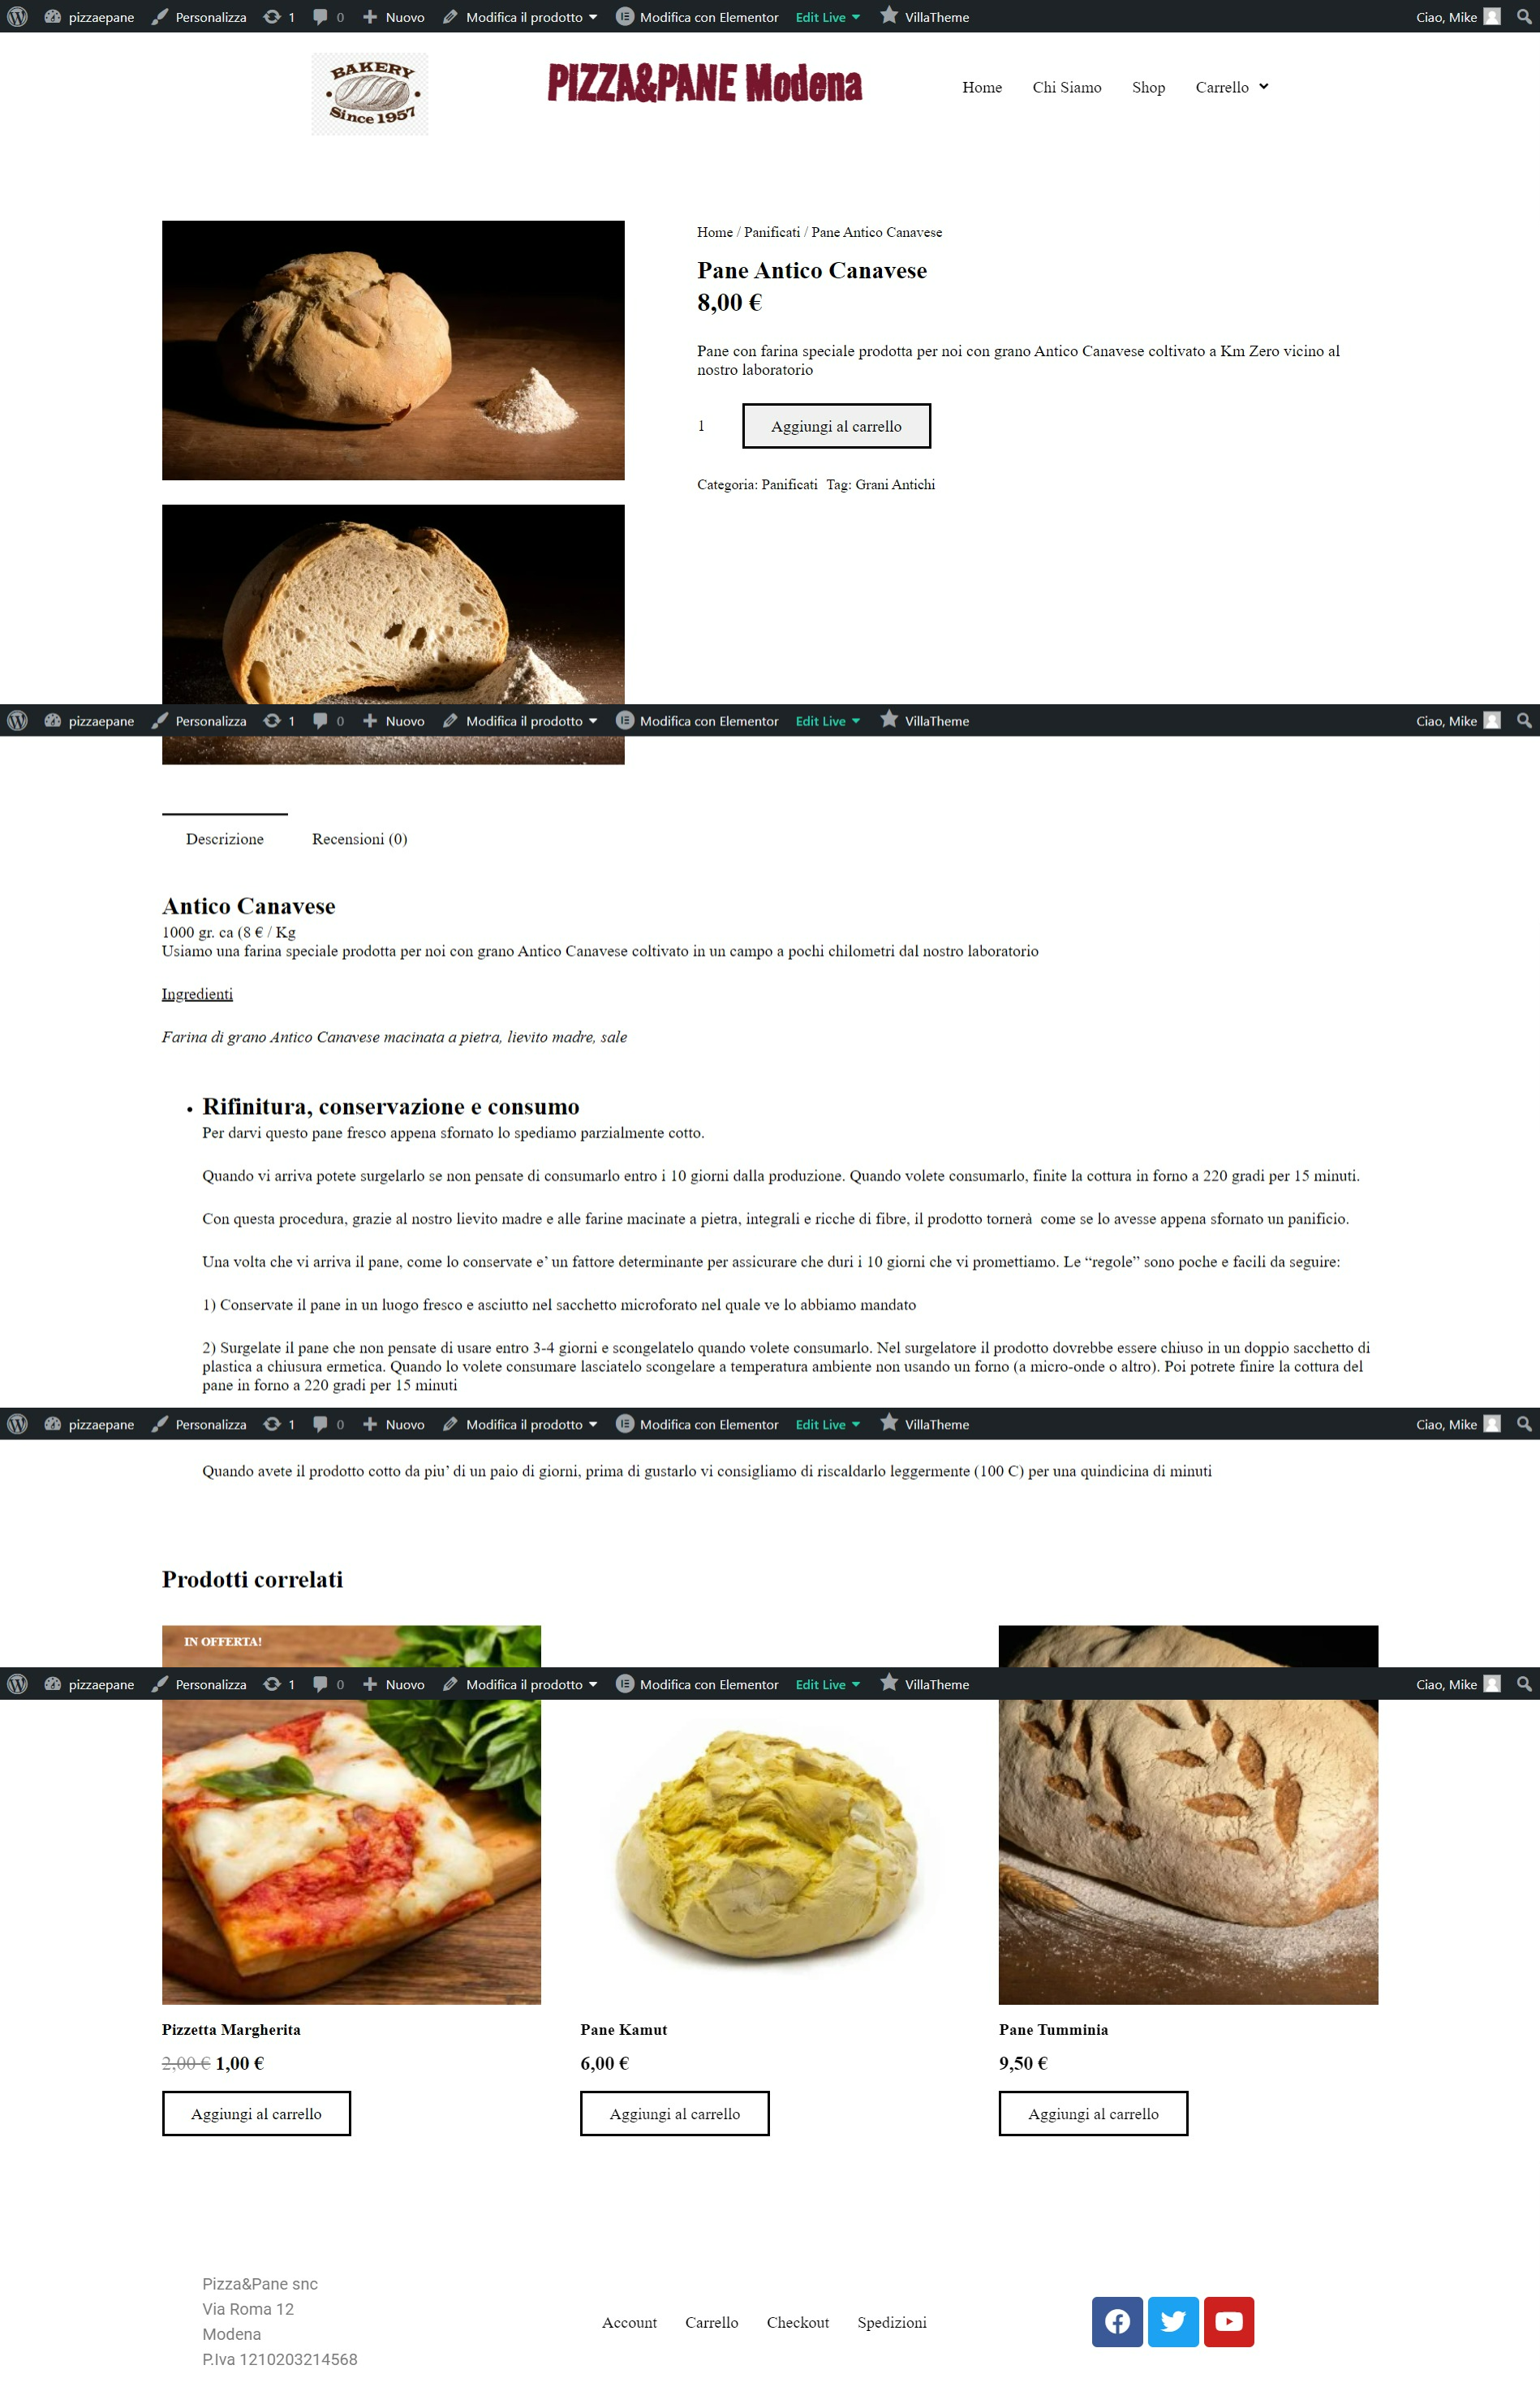 pizzaepane Personalizza 1 0 Nuovo Modifica il prodotto Modifica con Elementor Edit Live VillaTheme Ciao, Mike
BAKERY
Since 1957
PIZZA&PANE Modena
Home Chi Siamo Shop Carrello
Home / Panificati / Pane Antico Canavese
Pane Antico Canavese
8,00 €
Pane con farina speciale prodotta per noi con grano Antico Canavese coltivato a Km Zero vicino al
nostro laboratorio
1 Aggiungi al carrello
Categoria: Panificati Tag: Grani Antichi
pizzaepane Personalizza 1 0 Nuovo Modifica il prodotto Modifica con Elementor Edit Live VillaTheme Ciao, Mike
Descrizione Recensioni (0)
Antico Canavese
1000 gr. ca (8 € / Kg
Usiamo una farina speciale prodotta per noi con grano Antico Canavese coltivato in un campo a pochi chilometri dal nostro laboratorio
Ingredienti
Farina di grano Antico Canavese macinata a pietra, lievito madre, sale
• Rifinitura, conservazione e consumo
Per darvi questo pane fresco appena sfornato lo spediamo parzialmente cotto.
Quando vi arriva potete surgelarlo se non pensate di consumarlo entro i 10 giorni dalla produzione. Quando volete consumarlo, finite la cottura in forno a 220 gradi per 15 minuti.
Con questa procedura, grazie al nostro lievito madre e alle farine macinate a pietra, integrali e ricche di fibre, il prodotto tornerà come se lo avesse appena sfornato un panificio.
Una volta che vi arriva il pane, come lo conservate e’ un fattore determinante per assicurare che duri i 10 giorni che vi promettiamo. Le “regole” sono poche e facili da seguire:
1) Conservate il pane in un luogo fresco e asciutto nel sacchetto microforato nel quale ve lo abbiamo mandato
2) Surgelate il pane che non pensate di usare entro 3-4 giorni e scongelatelo quando volete consumarlo. Nel surgelatore il prodotto dovrebbe essere chiuso in un doppio sacchetto di
plastica a chiusura ermetica. Quando lo volete consumare lasciatelo scongelare a temperatura ambiente non usando un forno (a micro-onde o altro). Poi potrete finire la cottura del
pane in forno a 220 gradi per 15 minuti
pizzaepane Personalizza 1 0 Nuovo Modifica il prodotto Modifica con Elementor Edit Live VillaTheme Ciao, Mike
Quando avete il prodotto cotto da piu’ di un paio di giorni, prima di gustarlo vi consigliamo di riscaldarlo leggermente (100 C) per una quindicina di minuti
Prodotti correlati
IN OFFERTA!
pizzaepane Personalizza 1 0 Nuovo Modifica il prodotto Modifica con Elementor Edit Live VillaTheme Ciao, Mike
Pizzetta Margherita Pane Kamut Pane Tumminia
2,00 € 1,00 € 6,00 € 9,50 €
Aggiungi al carrello Aggiungi al carrello Aggiungi al carrello
Pizza&Pane snc
Via Roma 12
Modena
P.Iva 1210203214568
Account Carrello Checkout Spedizioni